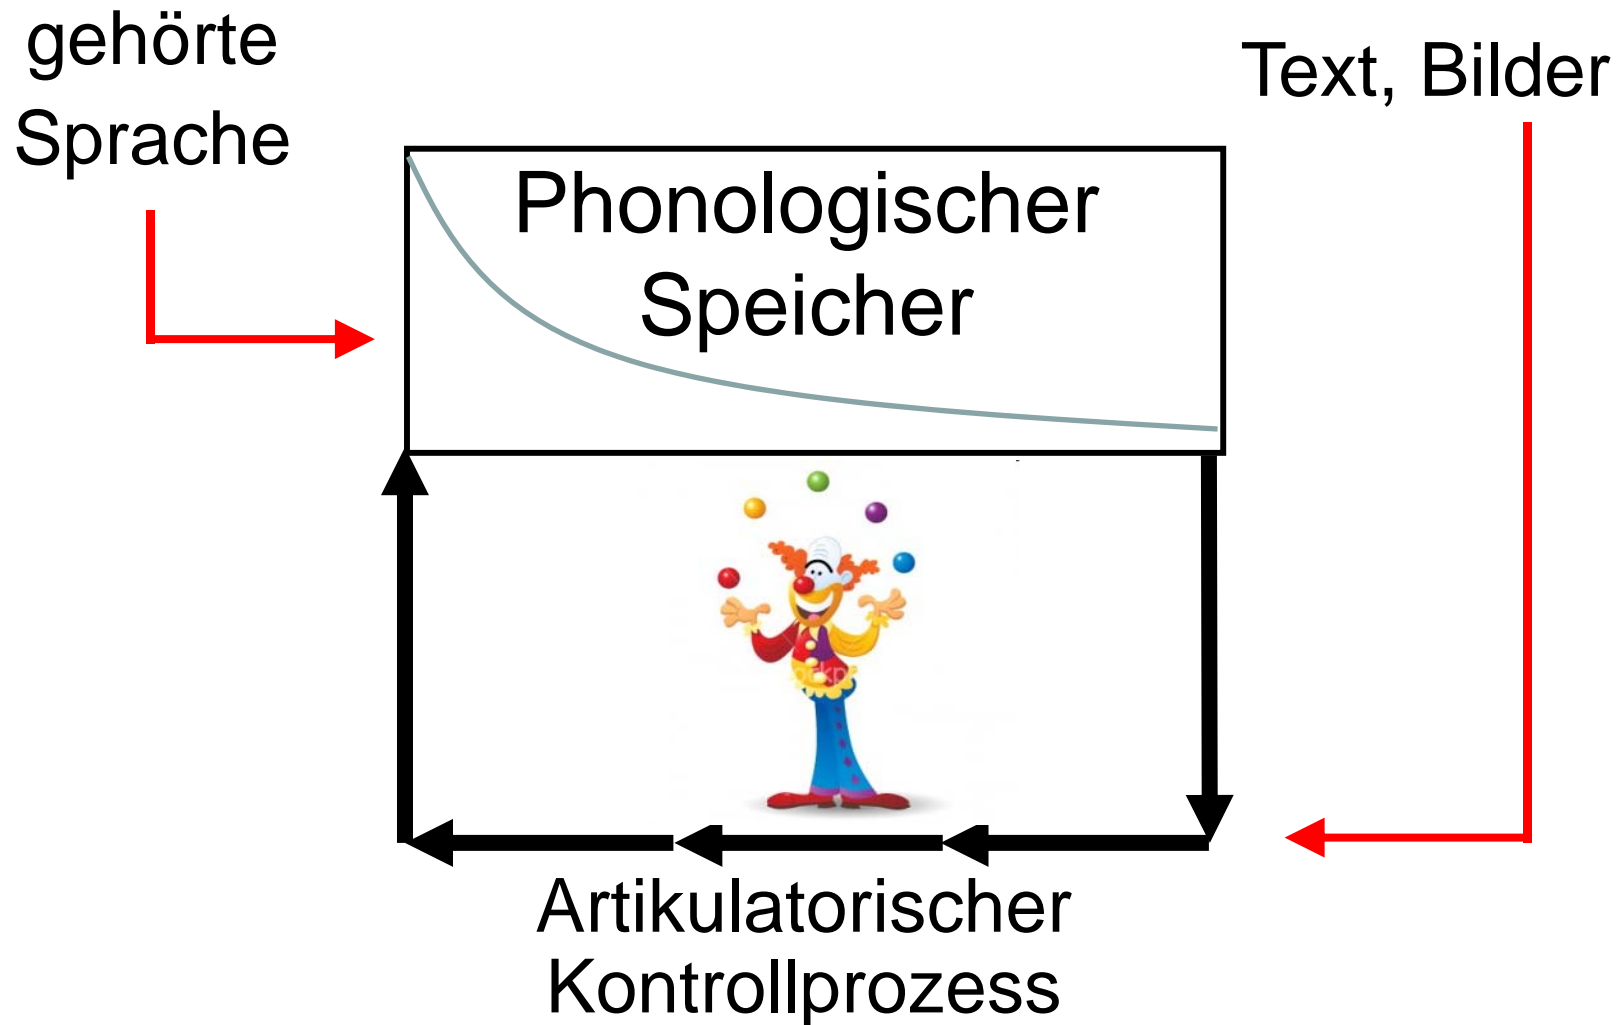 gehörte
Sprache
Text, Bilder
Phonologischer
Speicher
Artikulatorischer
Kontrollprozess